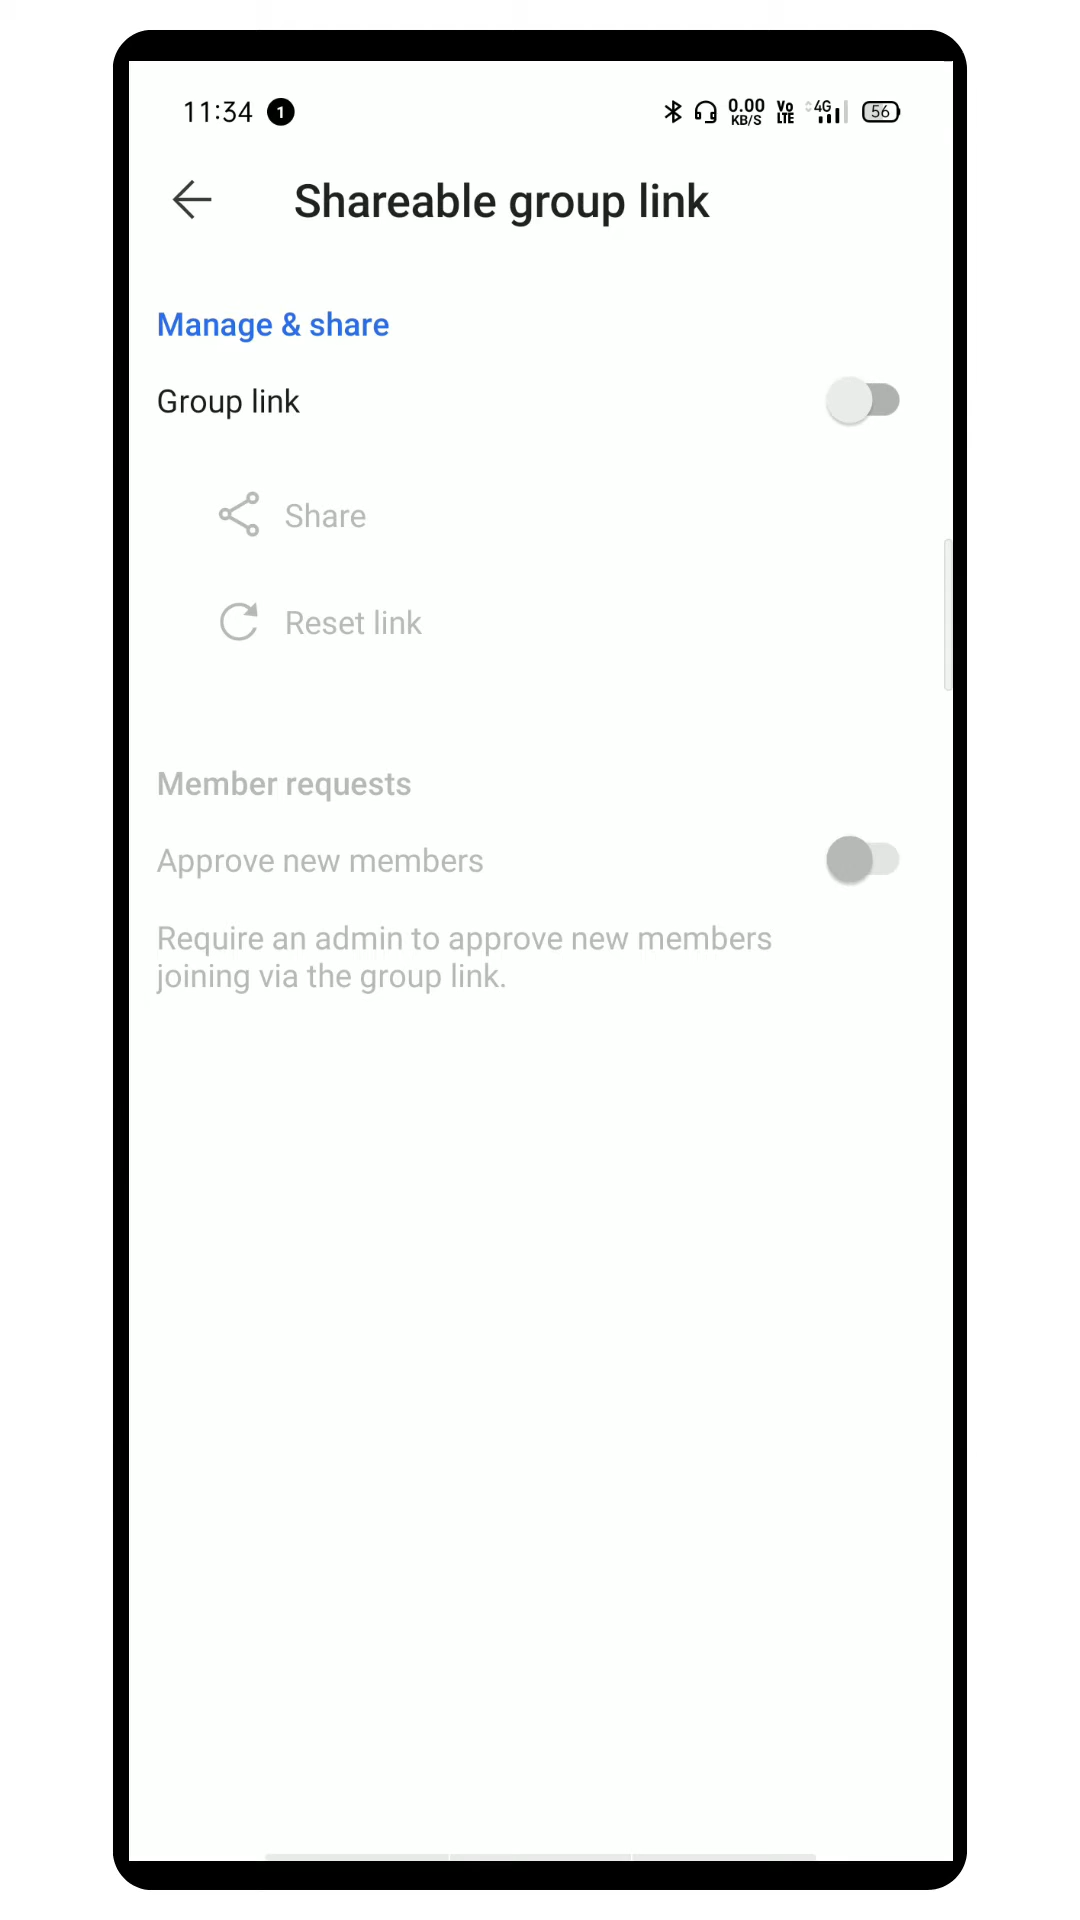 11:34 1 0.00 KB/S Vo LTE 4G 56
Shareable group link
Manage & share
Group link
Share
Reset link
Member requests
Approve new members
Require an admin to approve new members
joining via the group link.